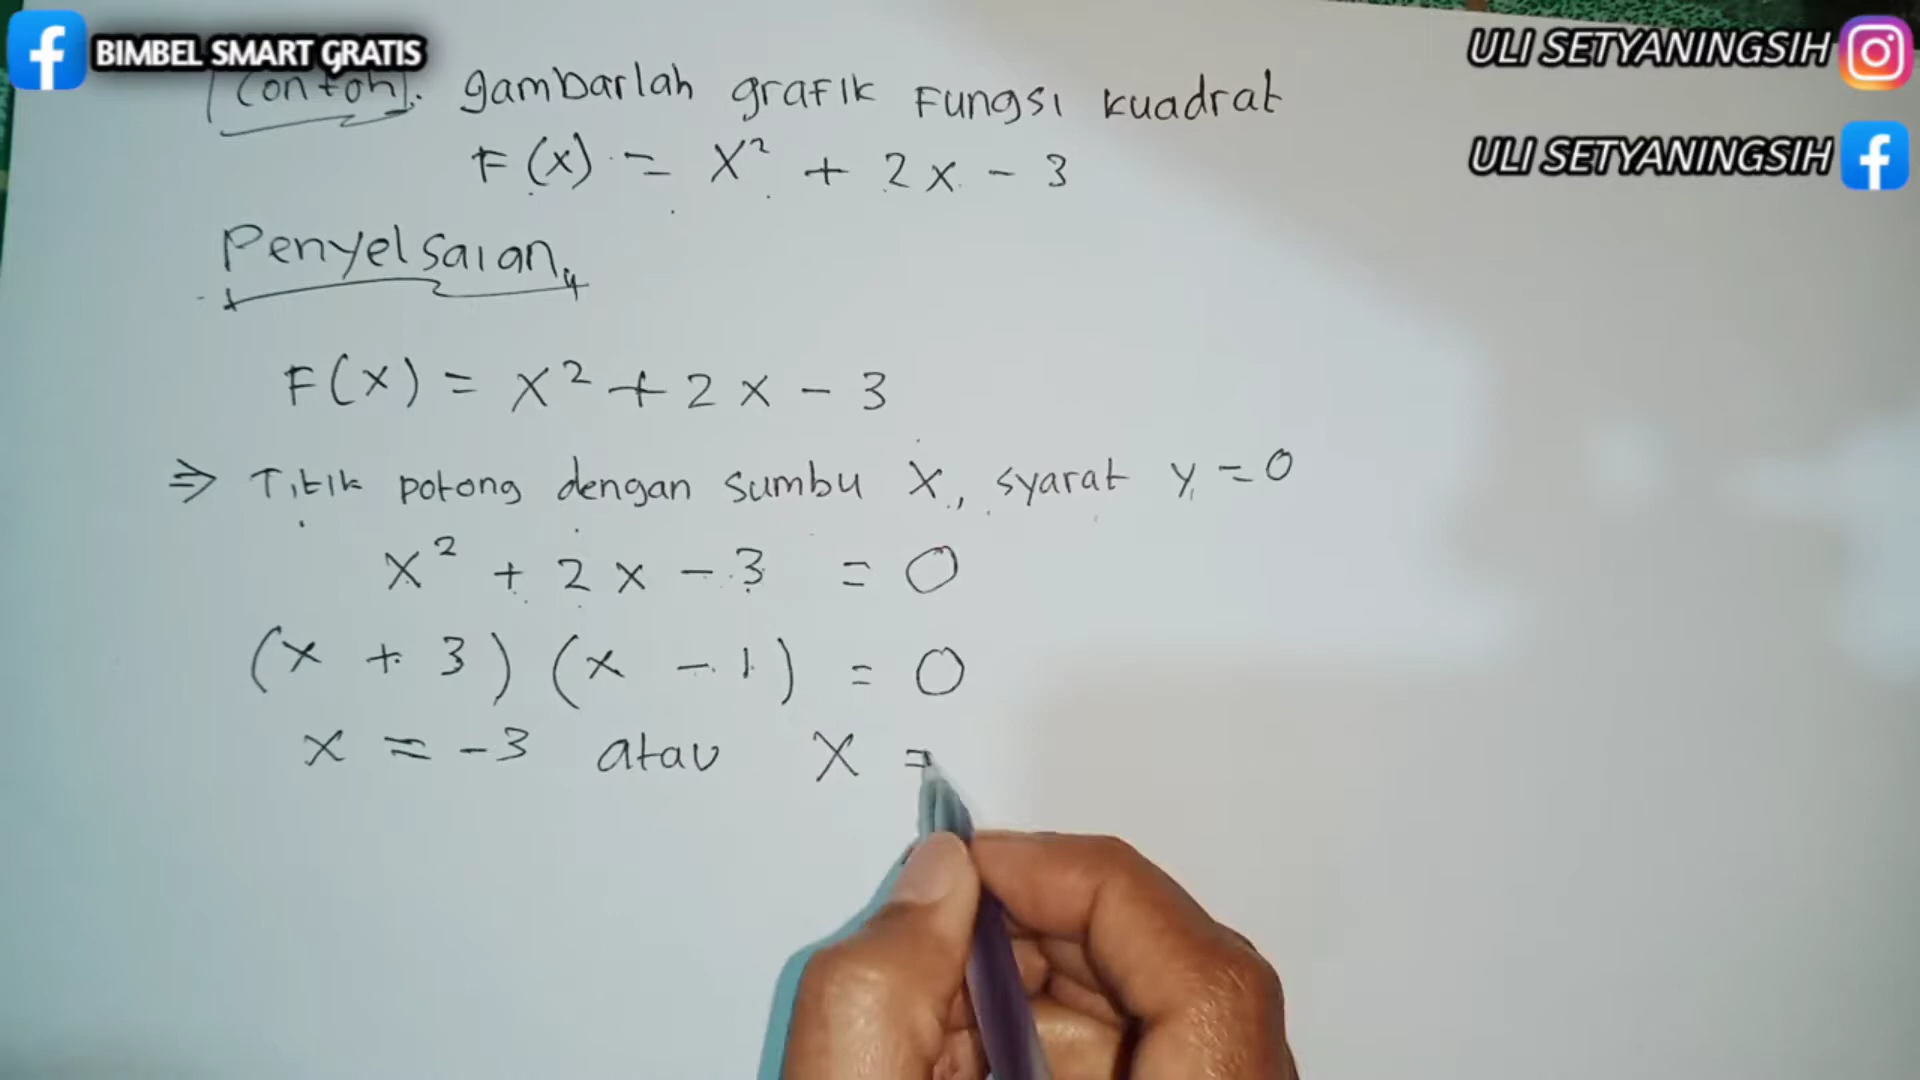 BIMBEL SMART GRATIS
ULI SETYANINGSIH
ULI SETYANINGSIH
Contoh. gambarlah grafik Fungsi kuadrat
F(x) = x² + 2x - 3
Penyelsaian,,
F(x) = x² + 2x - 3
⇒ Titik potong dengan sumbu X, syarat y = 0
x² + 2x - 3 = 0
(x + 3) (x - 1) = 0
x = -3 atau x =